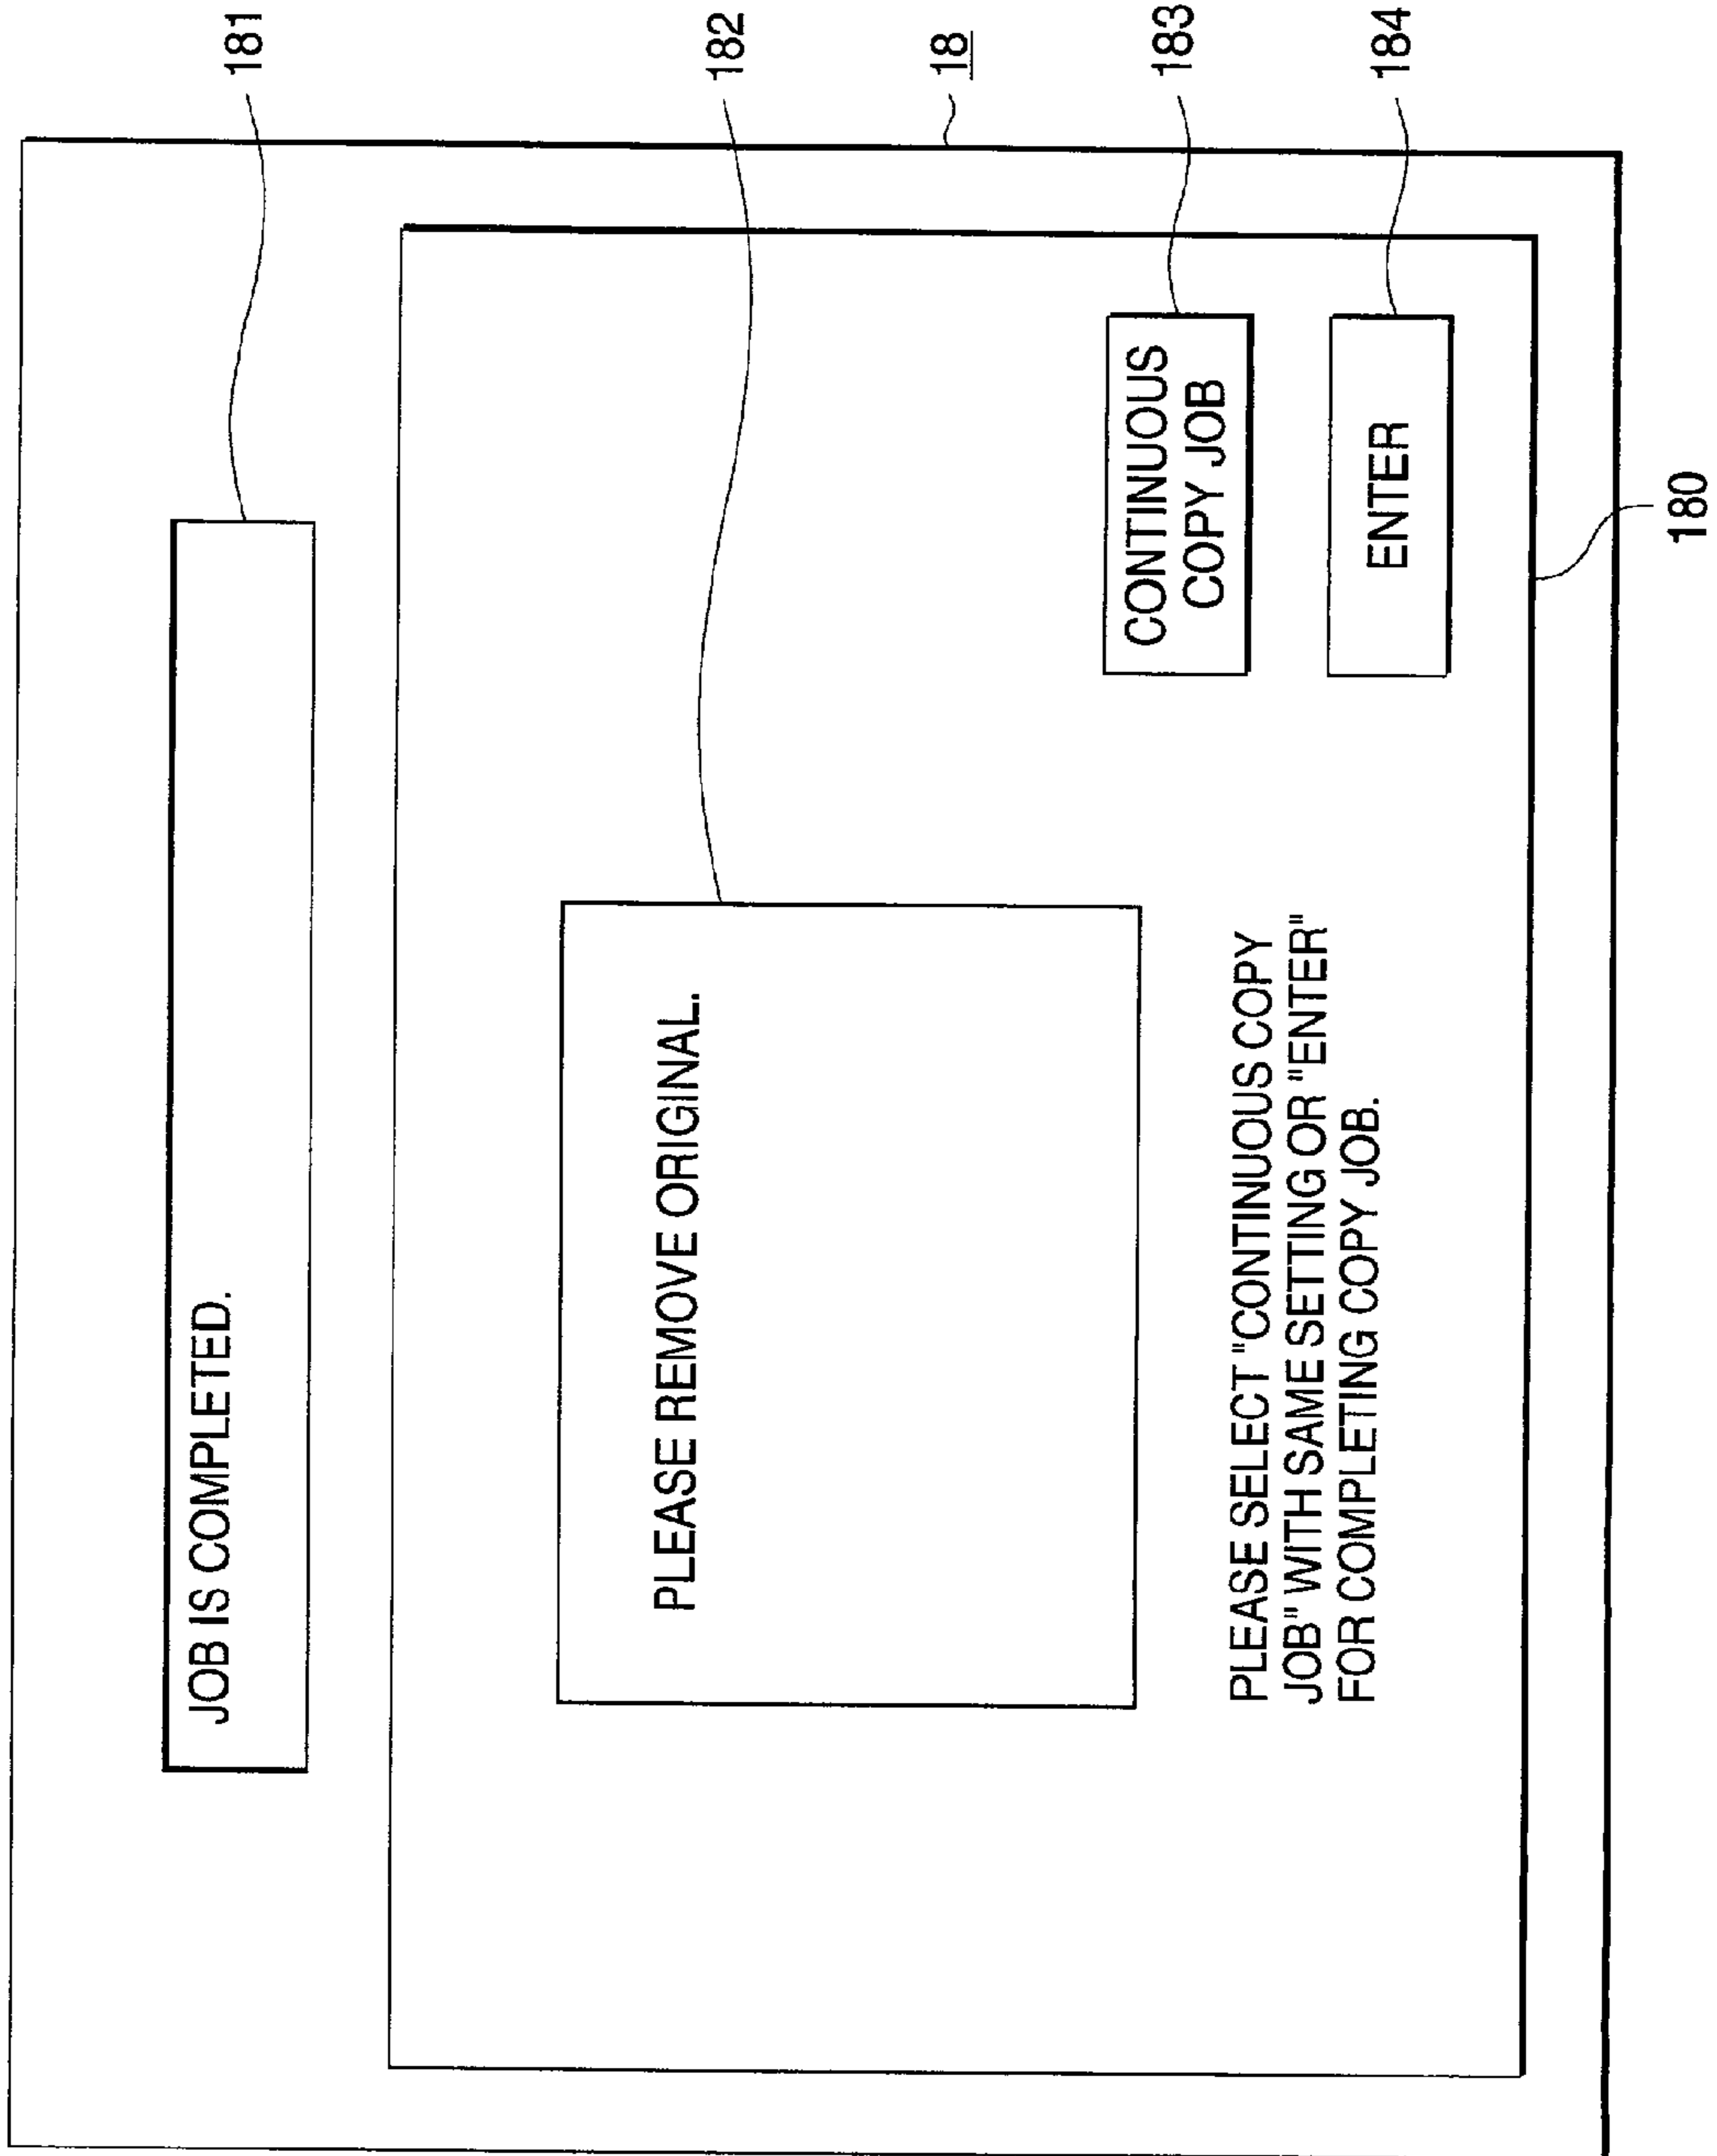 JOB IS COMPLETED.
181
PLEASE REMOVE ORIGINAL.
182
18
PLEASE SELECT "CONTINUOUS COPY
JOB" WITH SAME SETTING OR "ENTER"
FOR COMPLETING COPY JOB.
CONTINUOUS
COPY JOB
183
ENTER
184
180